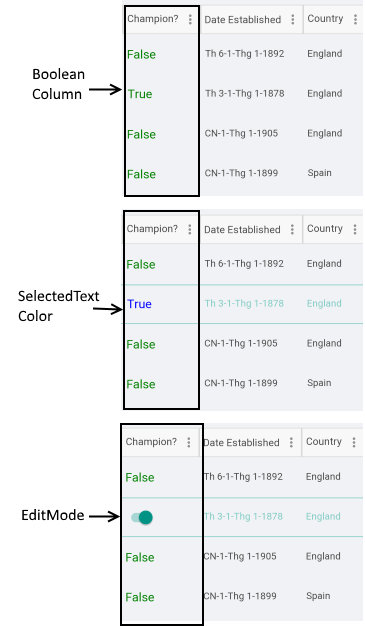 Champion? Date Established Country
False Th 6-1-Thg 1-1892 England
Boolean
Column
True Th 3-1-Thg 1-1878 England
False CN-1-Thg 1-1905 England
False CN-1-Thg 1-1899 Spain
Champion? Date Established Country
False Th 6-1-Thg 1-1892 England
SelectedText
Color
True Th 3-1-Thg 1-1878 England
False CN-1-Thg 1-1905 England
False CN-1-Thg 1-1899 Spain
Champion? Date Established Country
False Th 6-1-Thg 1-1892 England
EditMode
Th 3-1-Thg 1-1878 England
False CN-1-Thg 1-1905 England
False CN-1-Thg 1-1899 Spain